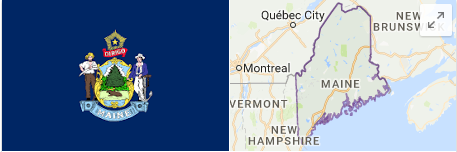 DIRIGO
MAINE
Québec City
NEW
BRUNSWICK
Montreal
MAINE
VERMONT
NEW
HAMPSHIRE